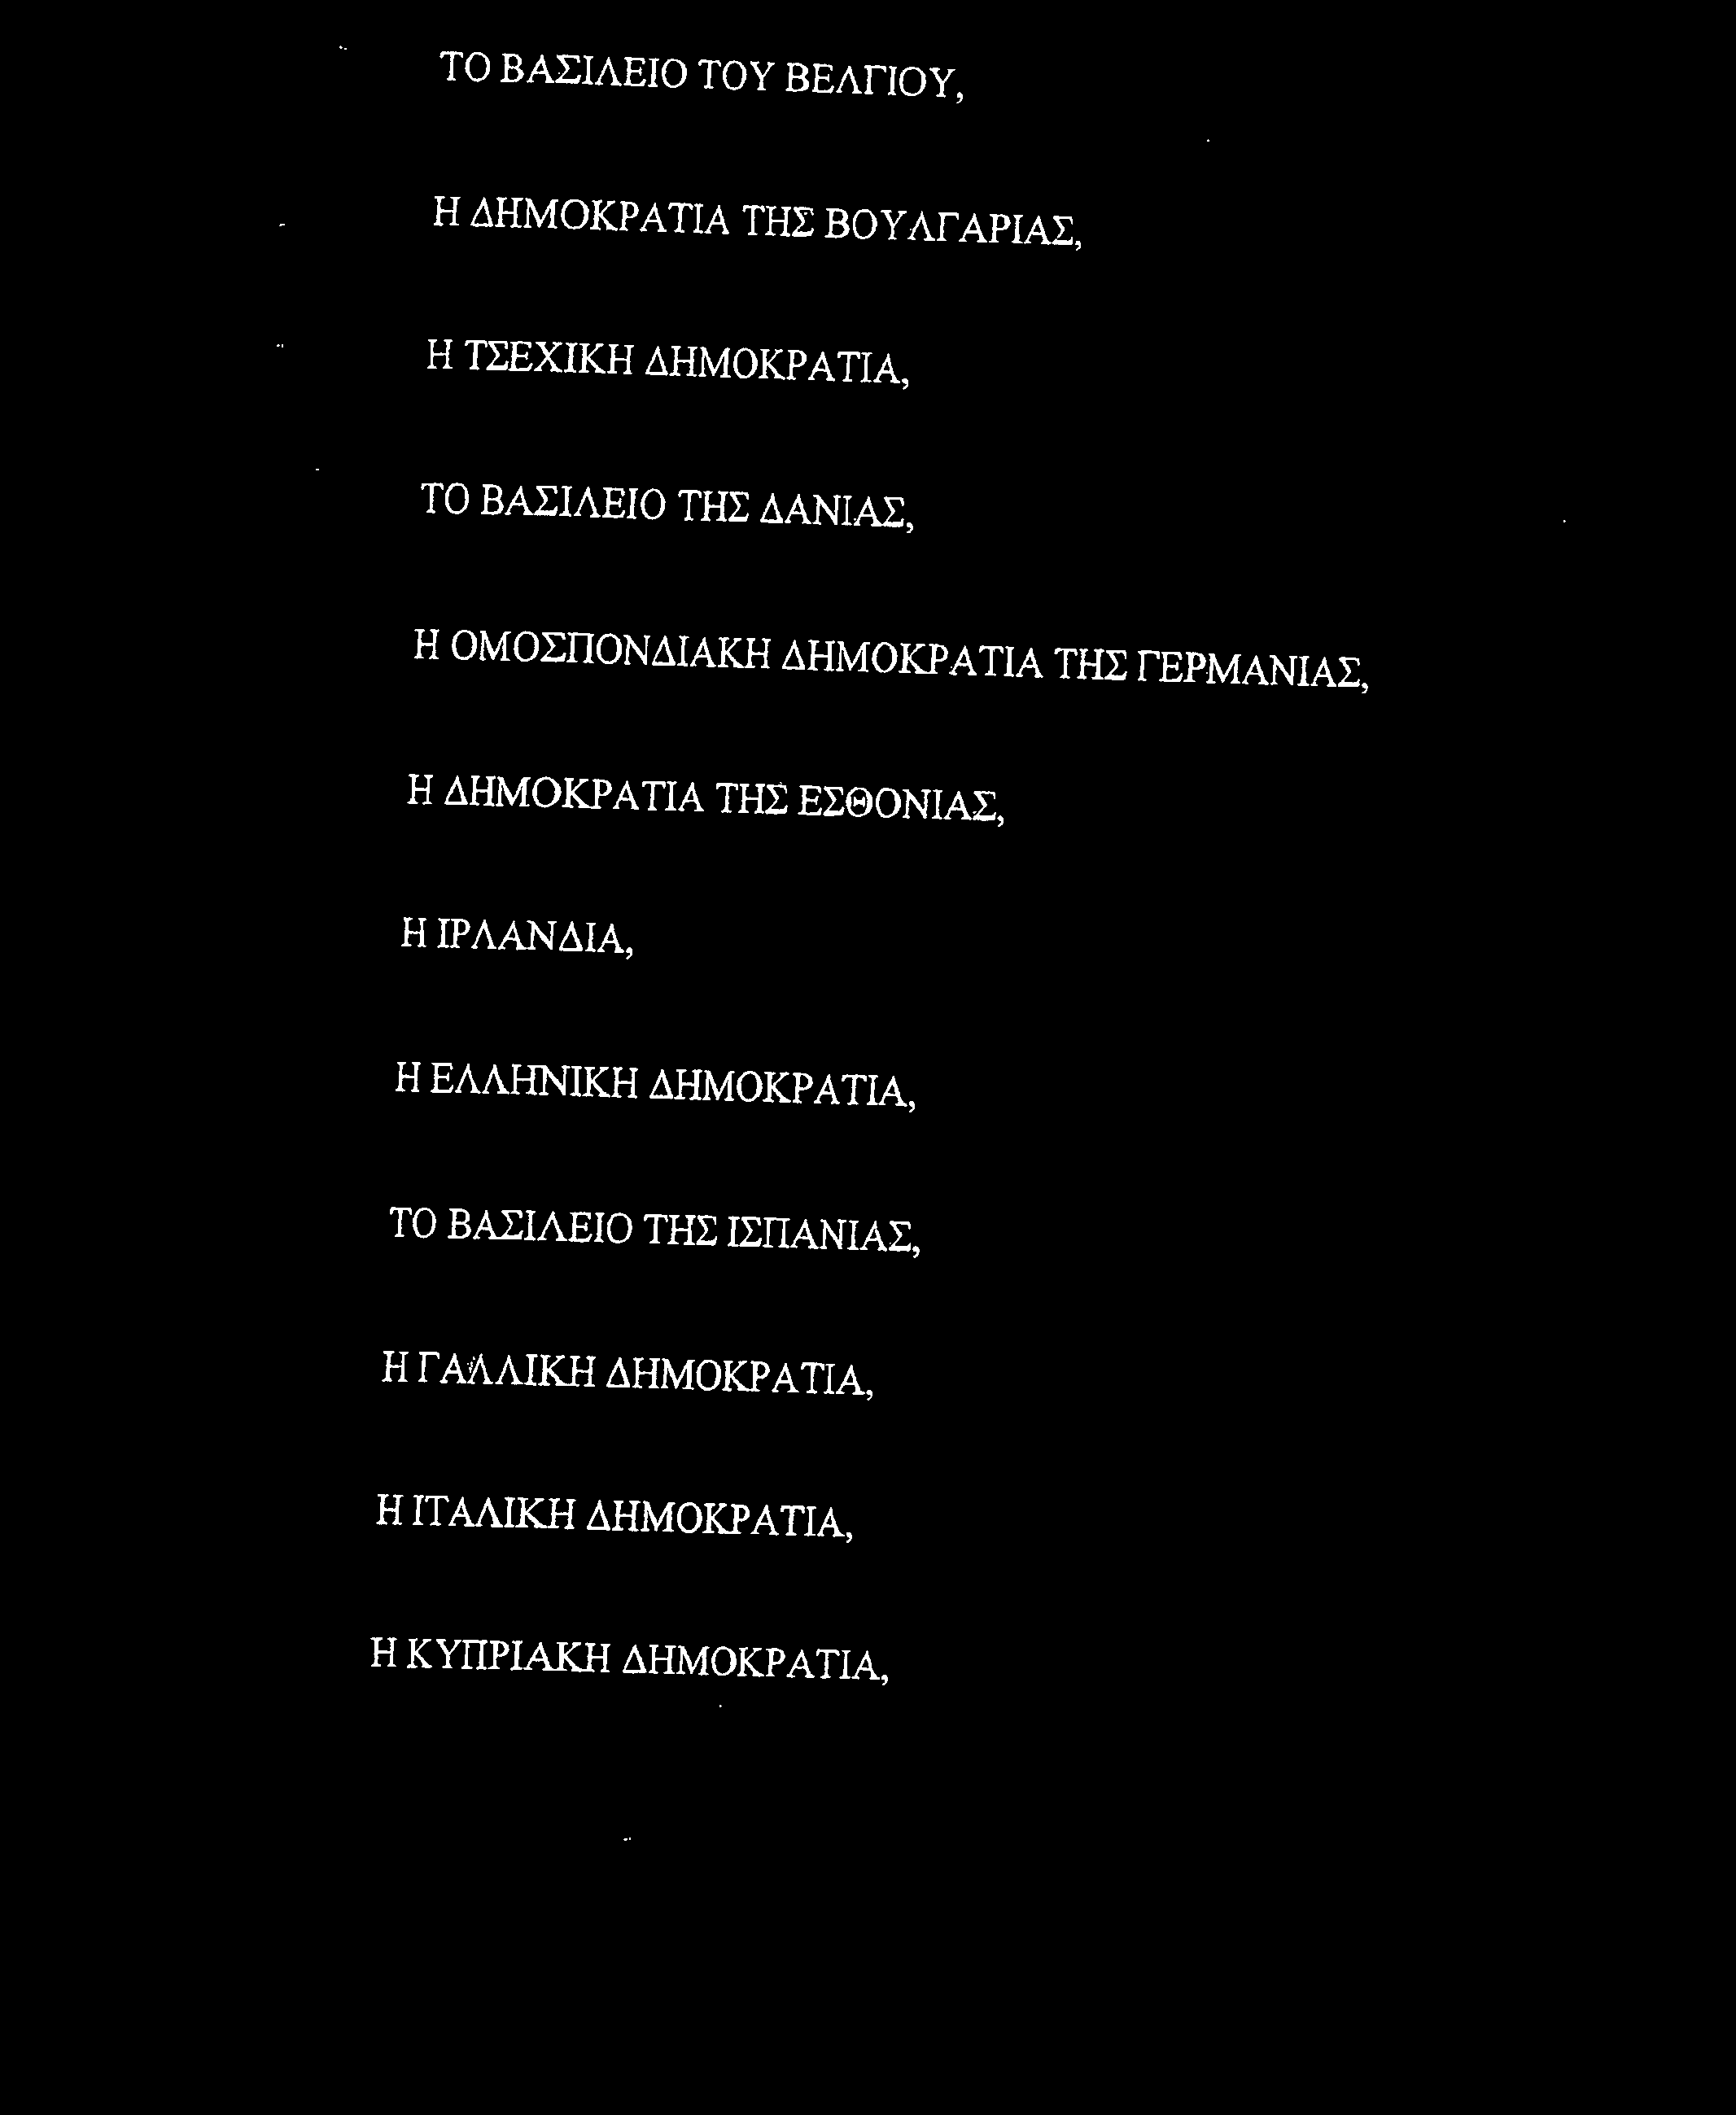 ΤΟ ΒΑΣΙΛΕΙΟ ΤΟΥ ΒΕΛΓΙΟΥ,
Η ΔΗΜΟΚΡΑΤΙΑ ΤΗΣ ΒΟΥΛΓΑΡΙΑΣ,
Η ΤΣΕΧΙΚΗ ΔΗΜΟΚΡΑΤΙΑ,
ΤΟ ΒΑΣΙΛΕΙΟ ΤΗΣ ΔΑΝΙΑΣ,
Η ΟΜΟΣΠΟΝΔΙΑΚΗ ΔΗΜΟΚΡΑΤΙΑ ΤΗΣ ΓΕΡΜΑΝΙΑΣ,
Η ΔΗΜΟΚΡΑΤΙΑ ΤΗΣ ΕΣΘΟΝΙΑΣ,
Η ΙΡΛΑΝΔΙΑ,
Η ΕΛΛΗΝΙΚΗ ΔΗΜΟΚΡΑΤΙΑ,
ΤΟ ΒΑΣΙΛΕΙΟ ΤΗΣ ΙΣΠΑΝΙΑΣ,
Η ΓΑΛΛΙΚΗ ΔΗΜΟΚΡΑΤΙΑ,
Η ΙΤΑΛΙΚΗ ΔΗΜΟΚΡΑΤΙΑ,
Η ΚΥΠΡΙΑΚΗ ΔΗΜΟΚΡΑΤΙΑ,